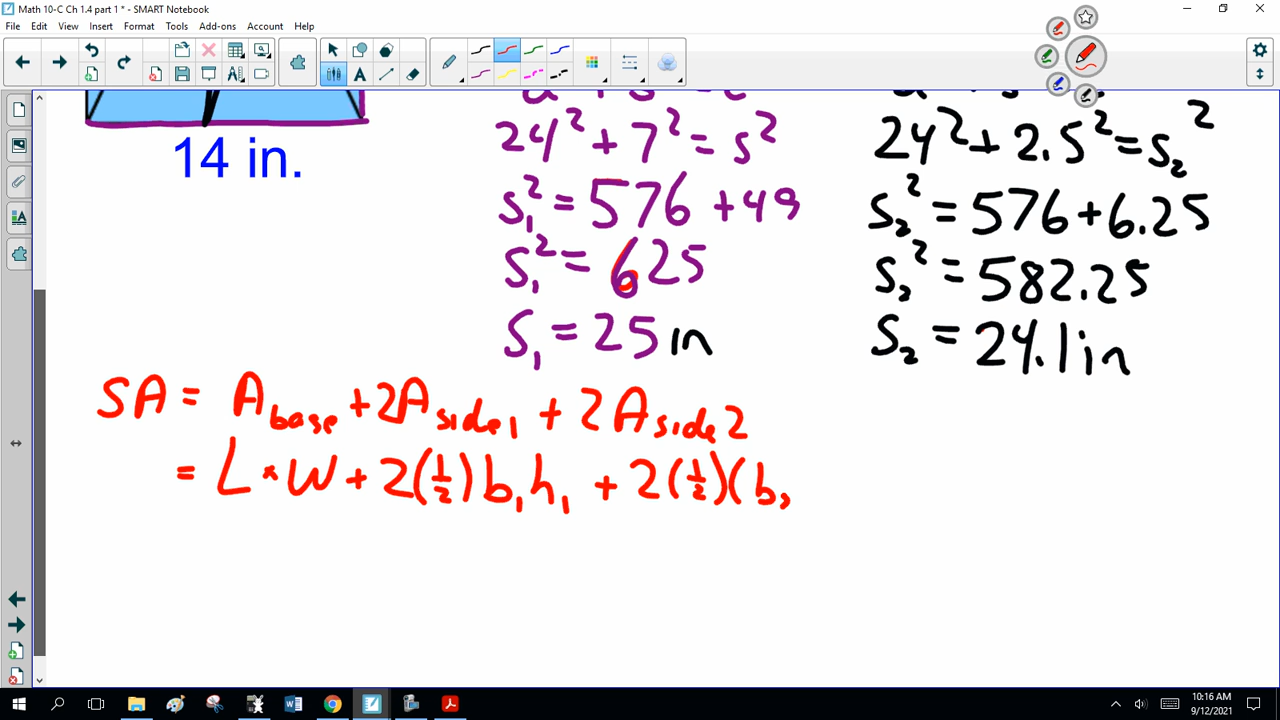 Math 10-C Ch 1.4 part 1 * - SMART Notebook
File Edit View Insert Format Tools Add-ons Account Help
14 in.
24² + 7² = s²
s₁² = 576 + 49
s₁² = 625
s₁ = 25 in
24² + 2.5² = s₂²
s₂² = 576 + 6.25
s₂² = 582.25
s₂ = 24.1 in
SA = A base + 2A side 1 + 2A side 2
= L × W + 2(½) b₁h₁ + 2(½)(b₂
10:16 AM
9/12/2021